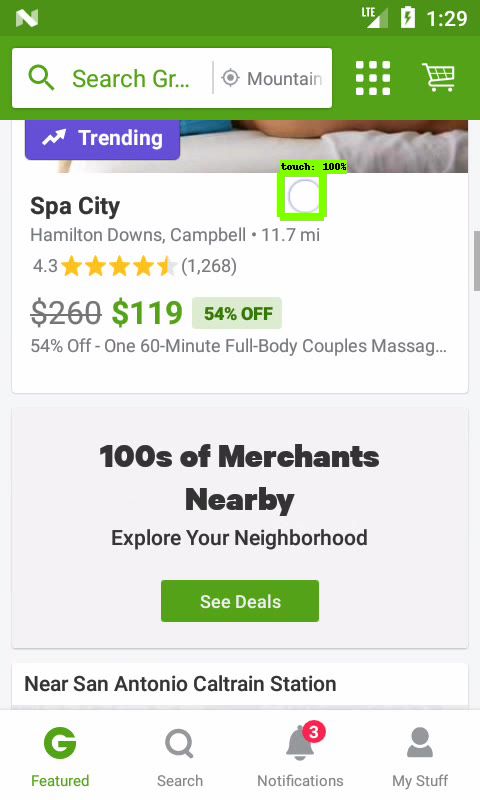 LTE 1:29
Search Gr... Mountain
Trending
touch: 100%
Spa City
Hamilton Downs, Campbell • 11.7 mi
4.3 (1,268)
$260 $119 54% OFF
54% Off - One 60-Minute Full-Body Couples Massag...
100s of Merchants
Nearby
Explore Your Neighborhood
See Deals
Near San Antonio Caltrain Station
3
Featured Search Notifications My Stuff